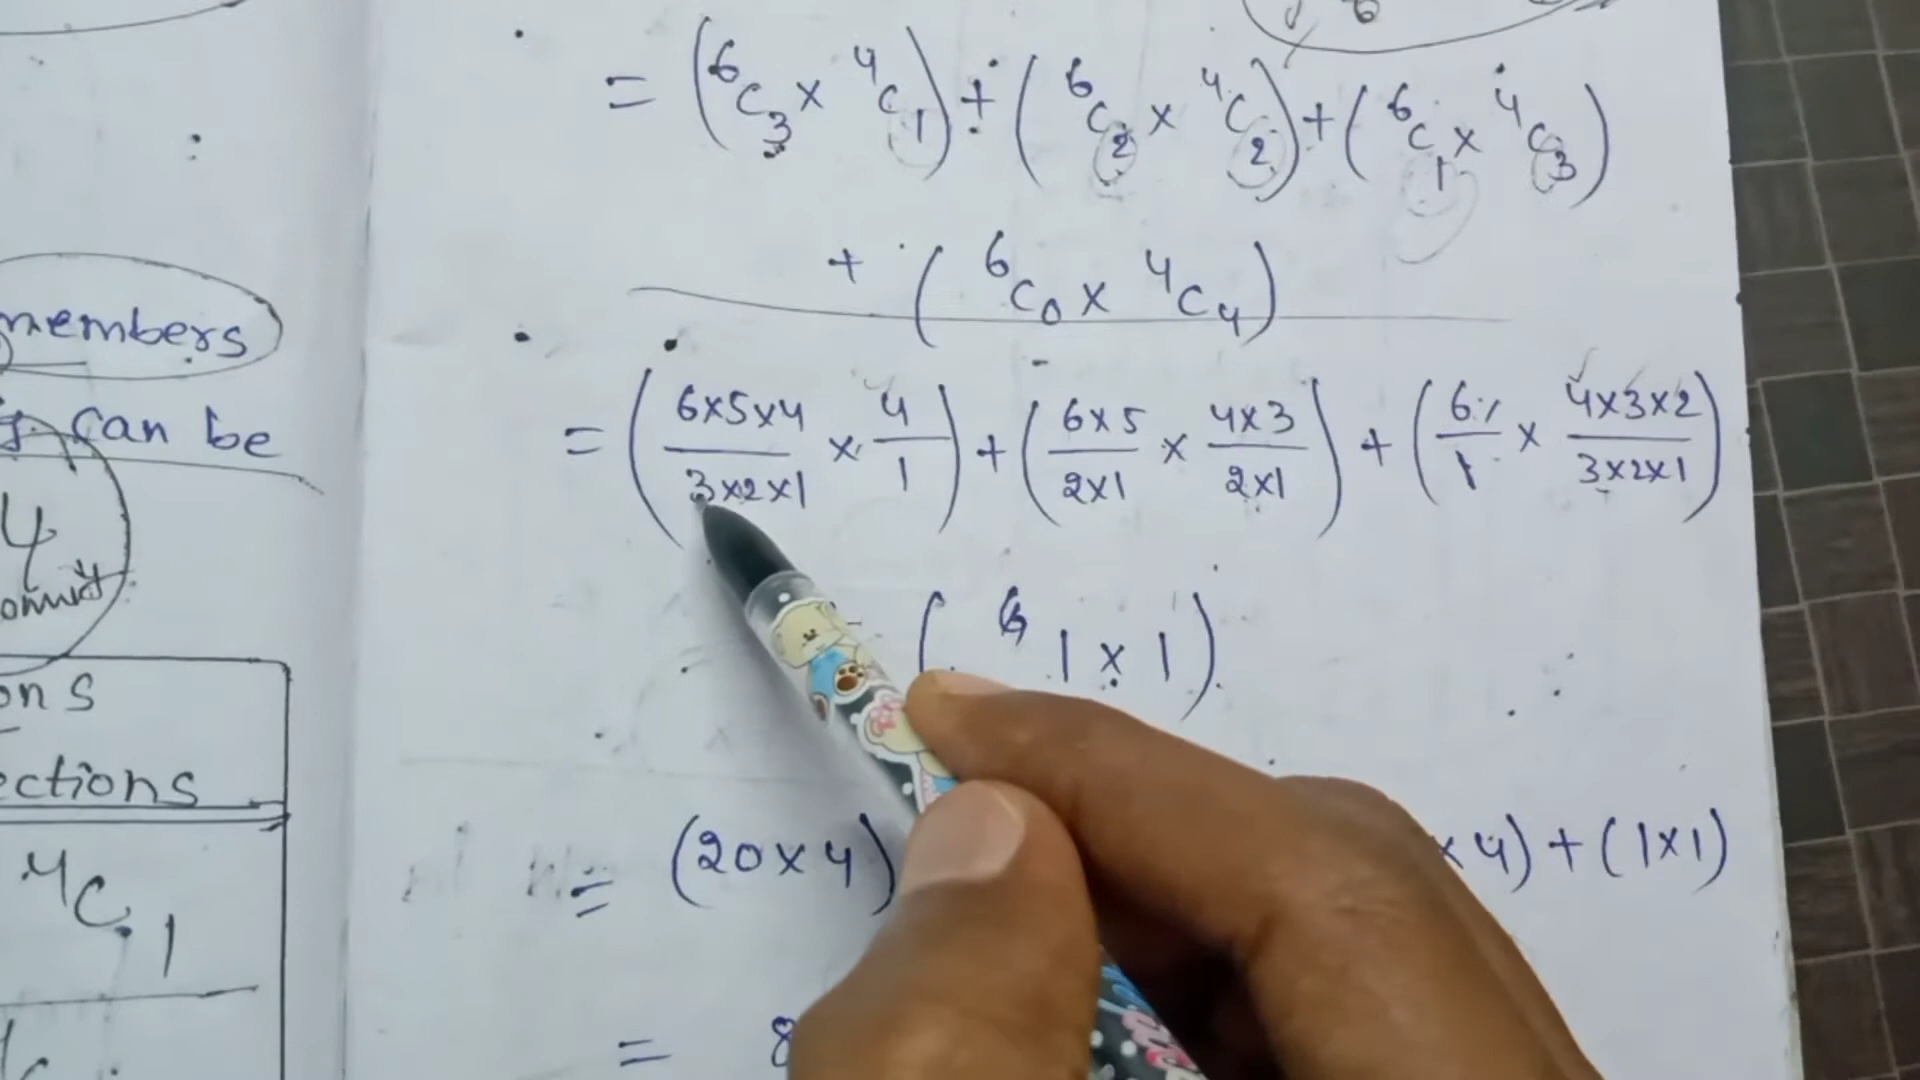 = (⁶C₃ × ⁴C₁) + (⁶C₂ × ⁴C₂) + (⁶C₁ × ⁴C₃)
+ (⁶C₀ × ⁴C₄)
members
can be
= (6×5×4/3×2×1 × 4/1) + (6×5/2×1 × 4×3/2×1) + (6/1 × 4×3×2/3×2×1)
4
(1 × 1)
ons
ections
= (20 × 4) × 4) + (1×1)
⁴C₁
= 8